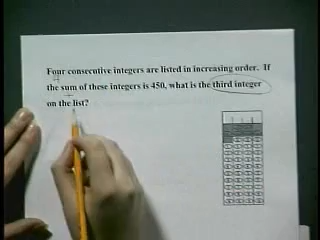 Four consecutive integers are listed in increasing order. If
the sum of these integers is 450, what is the third integer
on the list?